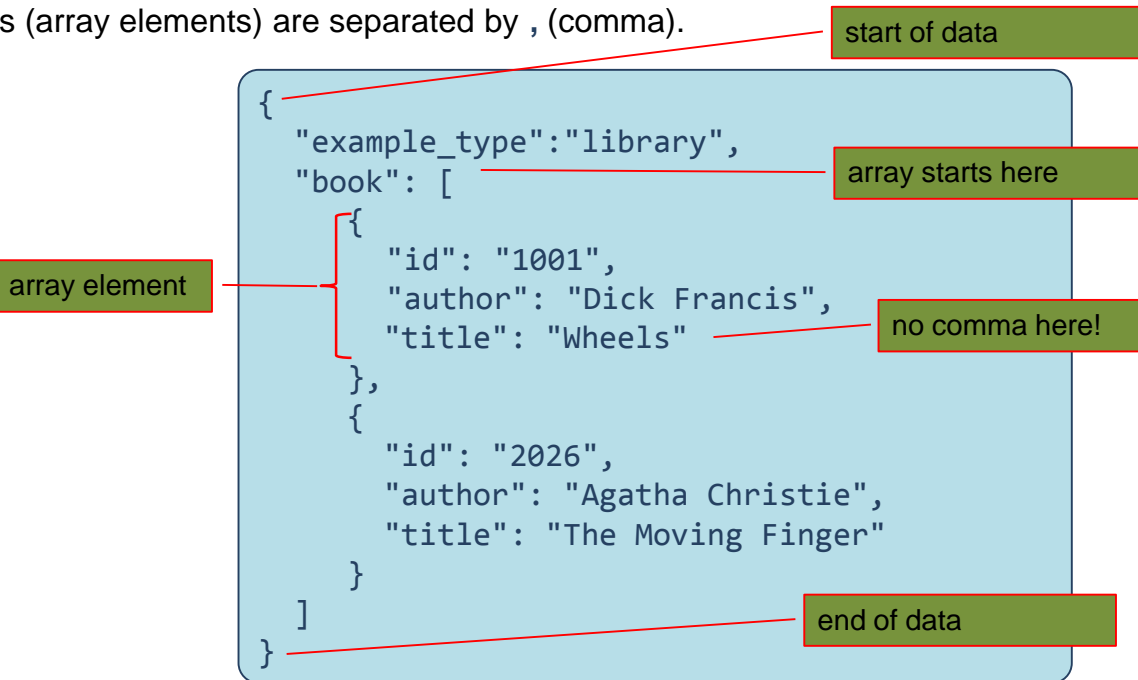 s (array elements) are separated by , (comma).
start of data
{
"example_type":"library",
"book": [
array starts here
{
"id": "1001",
array element
"author": "Dick Francis",
"title": "Wheels"
no comma here!
},
{
"id": "2026",
"author": "Agatha Christie",
"title": "The Moving Finger"
}
]
end of data
}